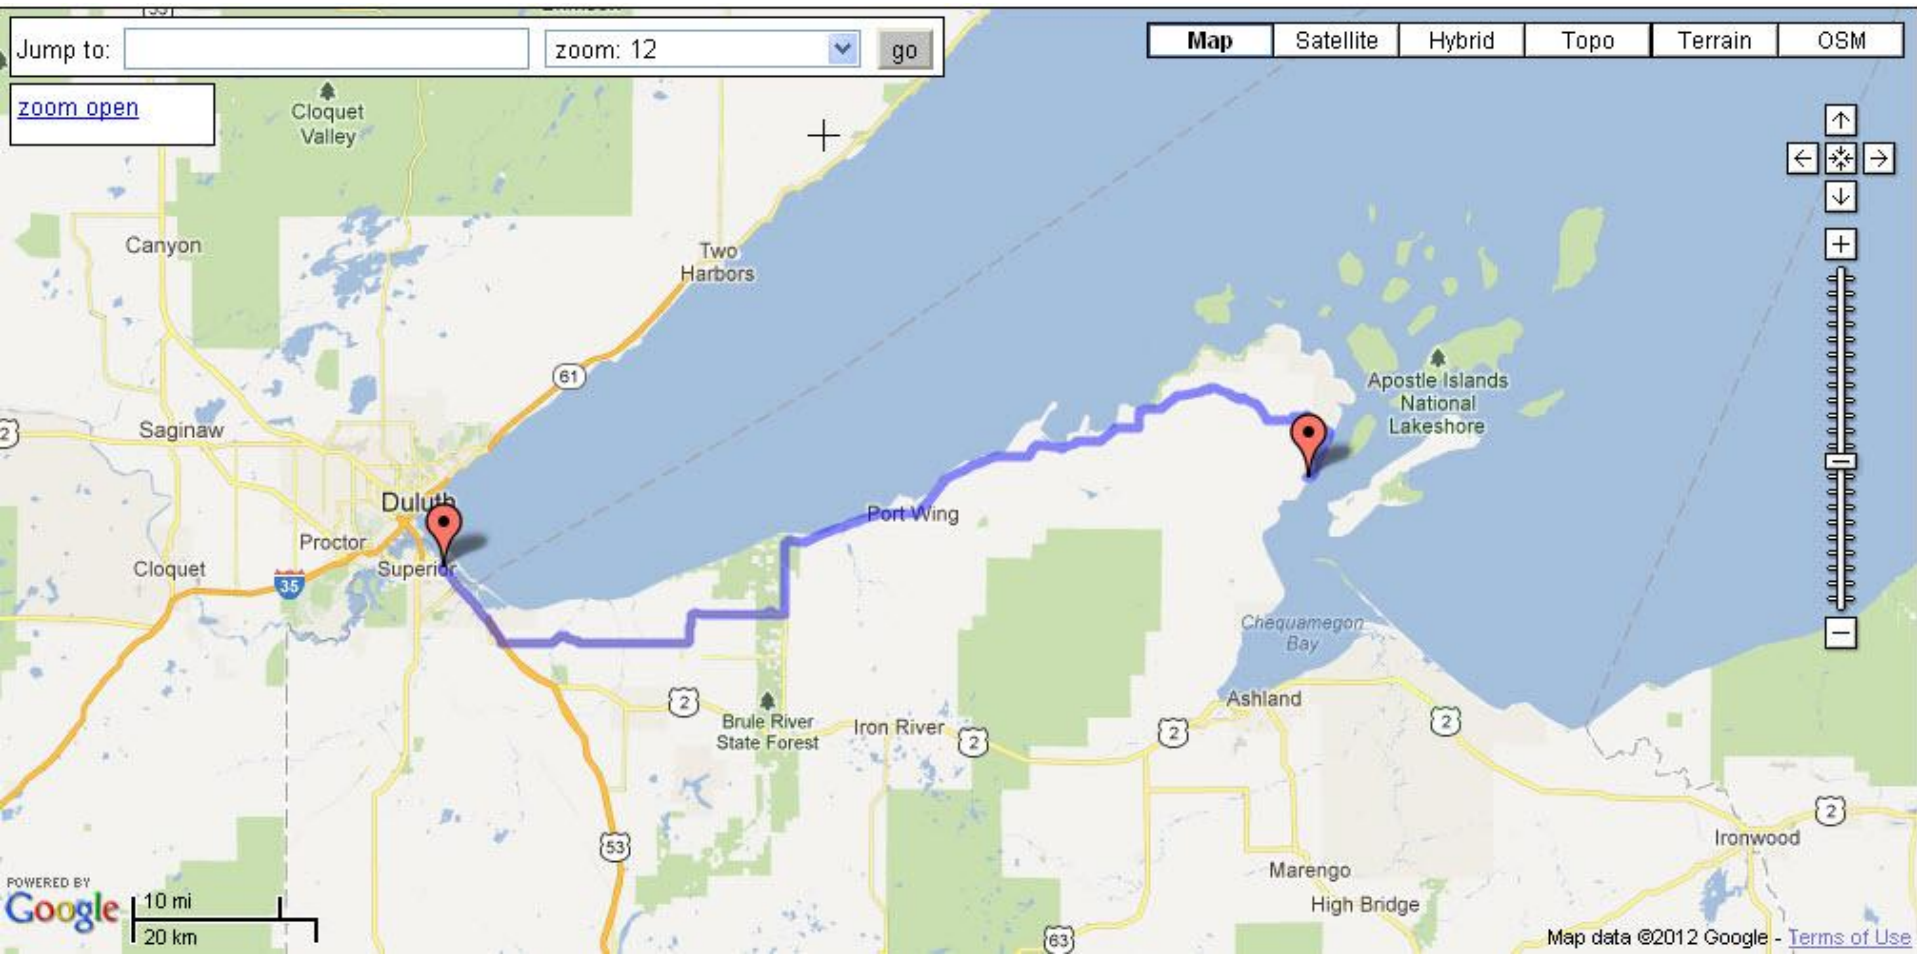 Jump to:
zoom: 12
go
Map
Satellite
Hybrid
Topo
Terrain
OSM
zoom open
Cloquet
Valley
Canyon
Two
Harbors
61
Apostle Islands
National
Lakeshore
2
Saginaw
Duluth
Port Wing
Proctor
Cloquet
Superior
35
Chequamegon
Bay
2
Ashland
Brule River
State Forest
Iron River
2
2
2
2
Ironwood
53
Marengo
High Bridge
63
POWERED BY
Google
10 mi
20 km
Map data ©2012 Google - Terms of Use